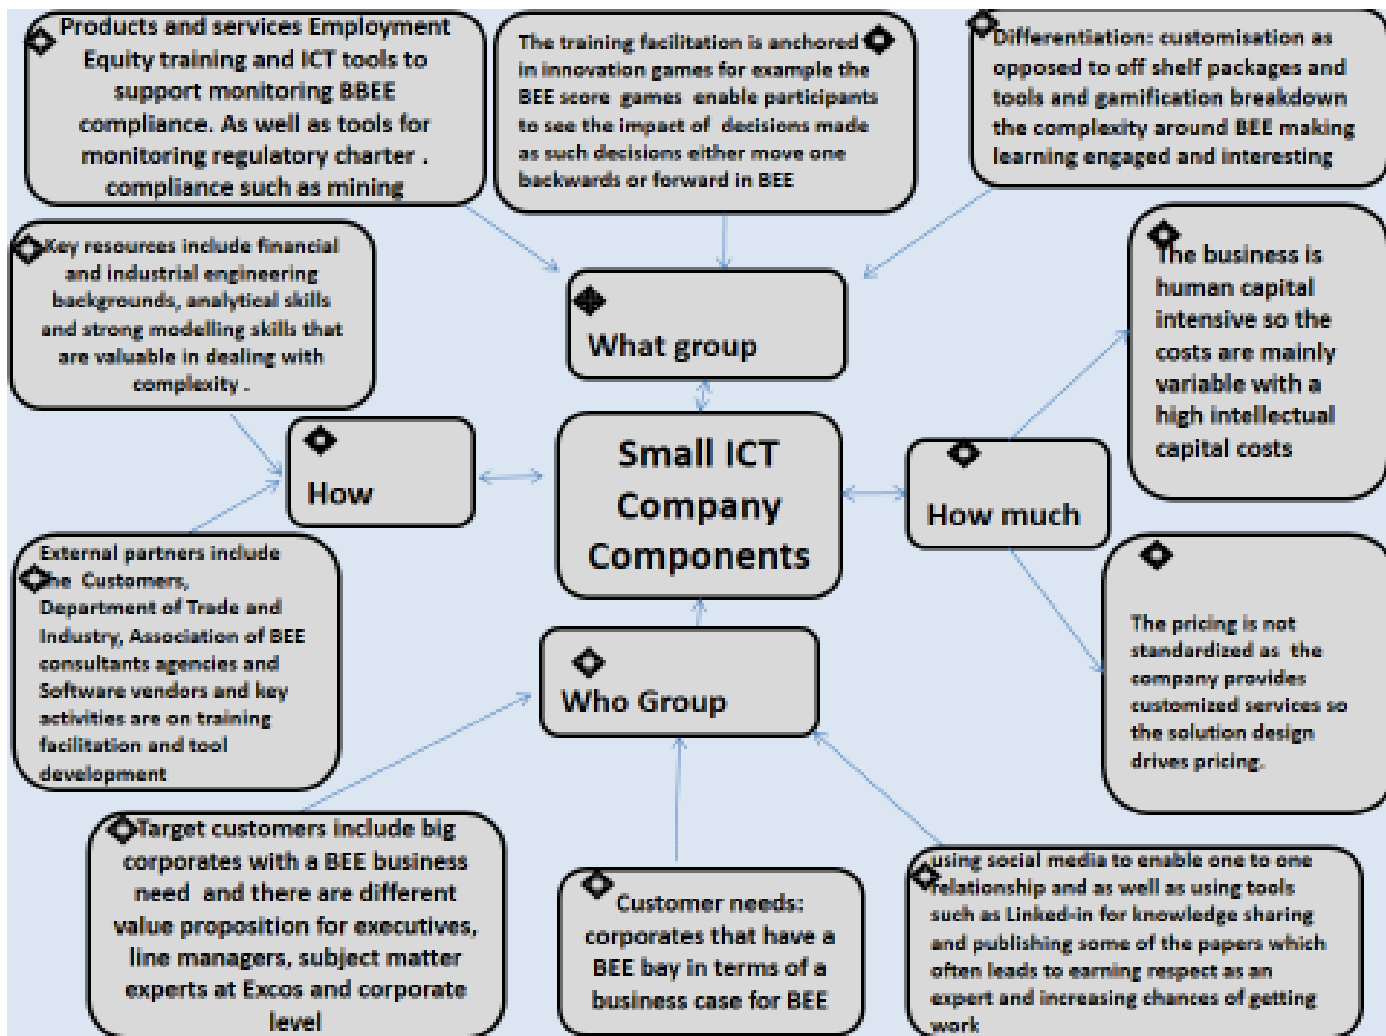 Products and services Employment
Equity training and ICT tools to
support monitoring BBEE
compliance. As well as tools for
monitoring regulatory charter .
compliance such as mining
The training facilitation is anchored
in innovation games for example the
BEE score games enable participants
to see the impact of decisions made
as such decisions either move one
backwards or forward in BEE
Differentiation: customisation as
opposed to off shelf packages and
tools and gamification breakdown
the complexity around BEE making
learning engaged and interesting
Key resources include financial
and industrial engineering
backgrounds, analytical skills
and strong modelling skills that
are valuable in dealing with
complexity .
What group
The business is
human capital
intensive so the
costs are mainly
variable with a
high intellectual
capital costs
How
Small ICT
Company
Components
How much
External partners include
the Customers,
Department of Trade and
Industry, Association of BEE
consultants agencies and
Software vendors and key
activities are on training
facilitation and tool
development
Who Group
The pricing is not
standardized as the
company provides
customized services so
the solution design
drives pricing.
Target customers include big
corporates with a BEE business
need and there are different
value proposition for executives,
line managers, subject matter
experts at Excos and corporate
level
Customer needs:
corporates that have a
BEE bay in terms of a
business case for BEE
using social media to enable one to one
relationship and as well as using tools
such as Linked-in for knowledge sharing
and publishing some of the papers which
often leads to earning respect as an
expert and increasing chances of getting
work